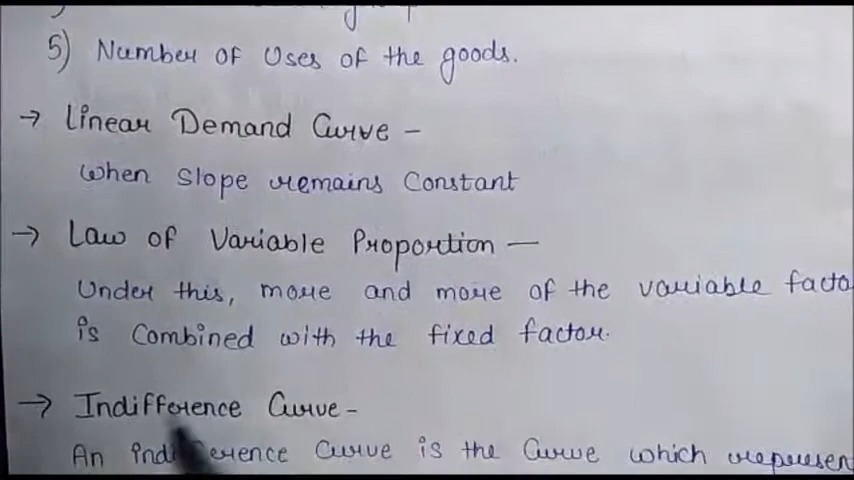 5) Number of Uses of the goods.
→ Linear Demand Curve -
When Slope remains Constant
→ Law of Variable Proportion —
Under this, more and more of the variable facto
is Combined with the fixed factor.
→ Indifference Curve -
An Curve is the Curve which represen